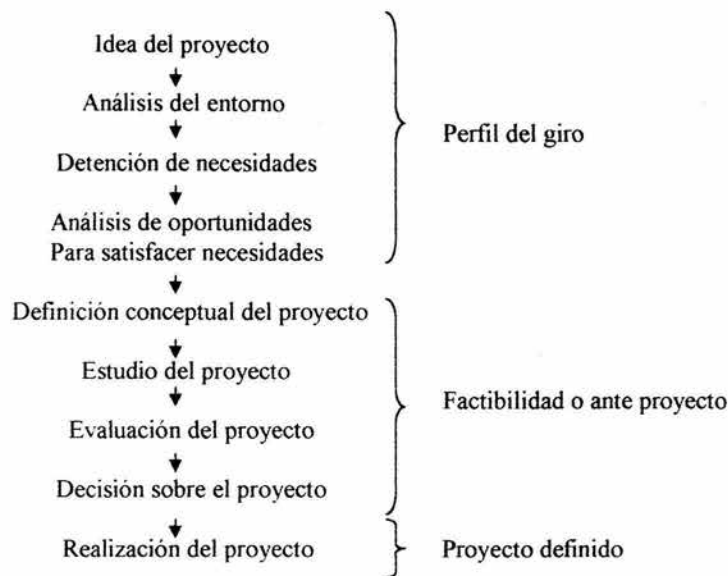 Idea del proyecto
Análisis del entorno
Detención de necesidades
Análisis de oportunidades
Para satisfacer necesidades
Perfil del giro
Definición conceptual del proyecto
Estudio del proyecto
Evaluación del proyecto
Decisión sobre el proyecto
Factibilidad o ante proyecto
Realización del proyecto
Proyecto definido